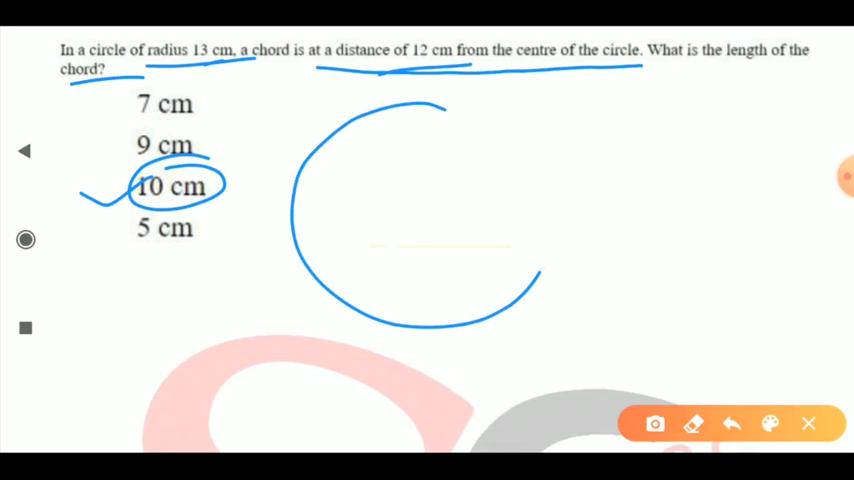 In a circle of radius 13 cm, a chord is at a distance of 12 cm from the centre of the circle. What is the length of the
chord?
7 cm
9 cm
10 cm
5 cm